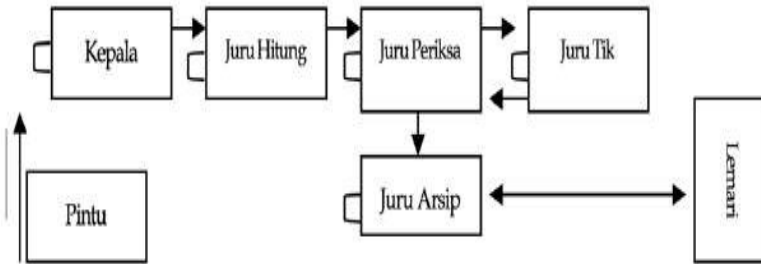 Kepala
Juru Hitung
Juru Periksa
Juru Tik
Pintu
Juru Arsip
Lemari